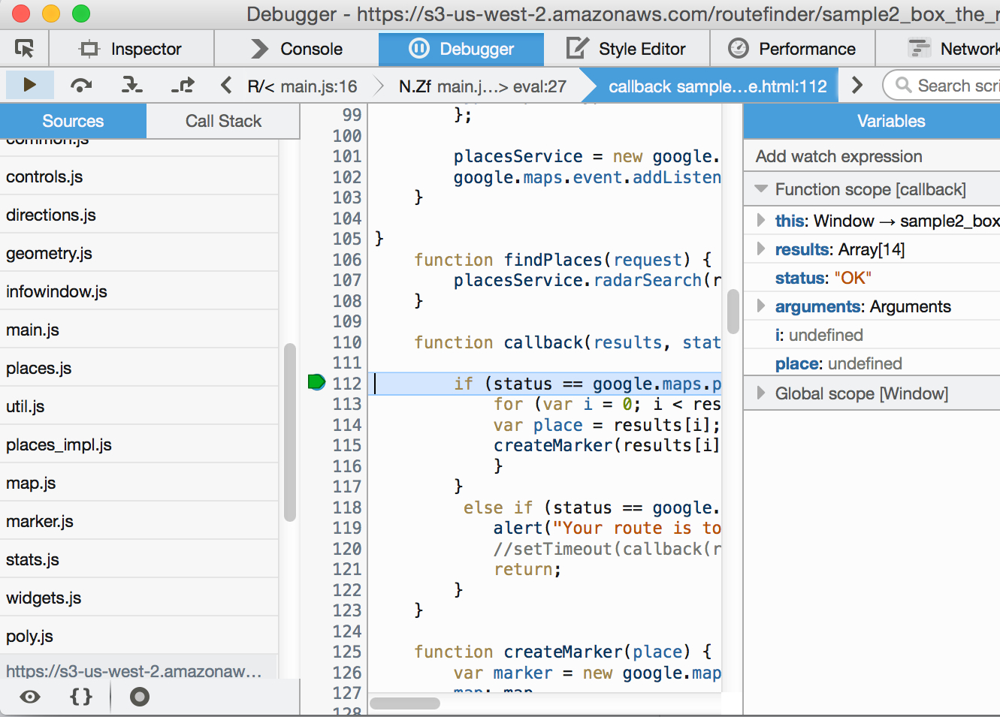 Debugger - https://s3-us-west-2.amazonaws.com/routefinder/sample2_box_the_r
Inspector
Console
Debugger
Style Editor
Performance
Network
R/< main.js:16
N.Zf main.j...> eval:27
callback sample...e.html:112
Search scri
Sources
Call Stack
Variables
common.js
controls.js
directions.js
geometry.js
infowindow.js
main.js
places.js
util.js
places_impl.js
map.js
marker.js
stats.js
widgets.js
poly.js
https://s3-us-west-2.amazonaw...
{}
99 };
100
101 placesService = new google.
102 google.maps.event.addListen
103 }
104
105 }
106 function findPlaces(request) {
107 placesService.radarSearch(r
108 }
109
110 function callback(results, stat
111
112 if (status == google.maps.p
113 for (var i = 0; i < res
114 var place = results[i];
115 createMarker(results[i]
116 }
117 }
118 else if (status == google.
119 alert("Your route is to
120 //setTimeout(callback(r
121 return;
122 }
123 }
124
125 function createMarker(place) {
126 var marker = new google.map
127 map: map
128
Add watch expression
Function scope [callback]
this: Window → sample2_box
results: Array[14]
status: "OK"
arguments: Arguments
i: undefined
place: undefined
Global scope [Window]